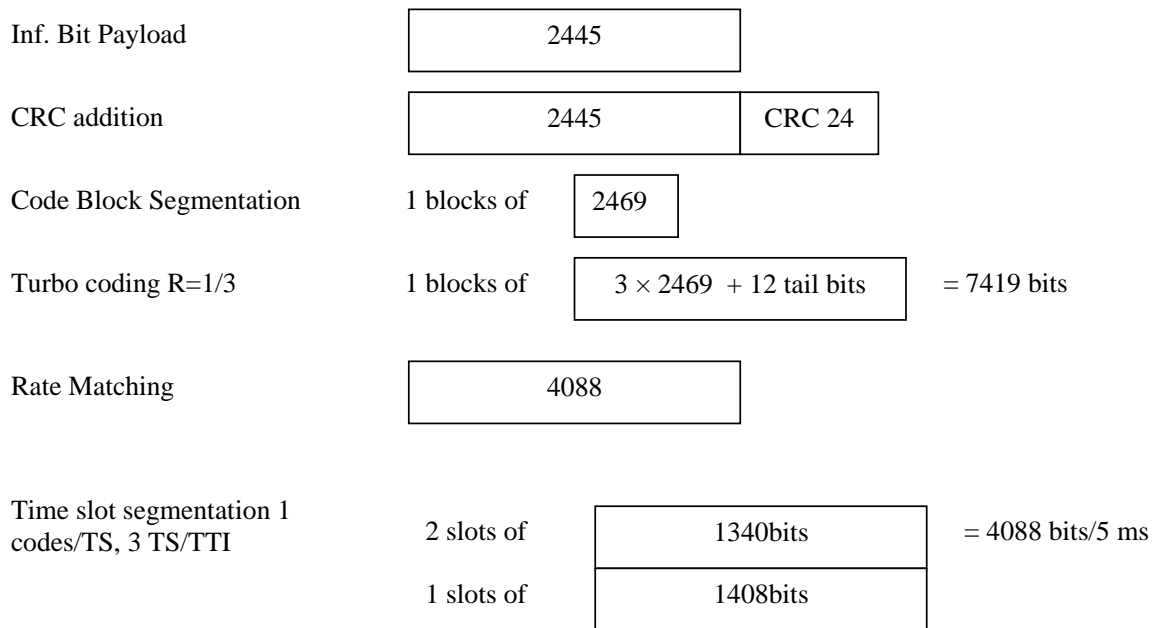 Inf. Bit Payload 2445
CRC addition 2445 CRC 24
Code Block Segmentation 1 blocks of 2469
Turbo coding R=1/3 1 blocks of 3 × 2469 + 12 tail bits = 7419 bits
Rate Matching 4088
Time slot segmentation 1
codes/TS, 3 TS/TTI 2 slots of 1340bits = 4088 bits/5 ms
1 slots of 1408bits